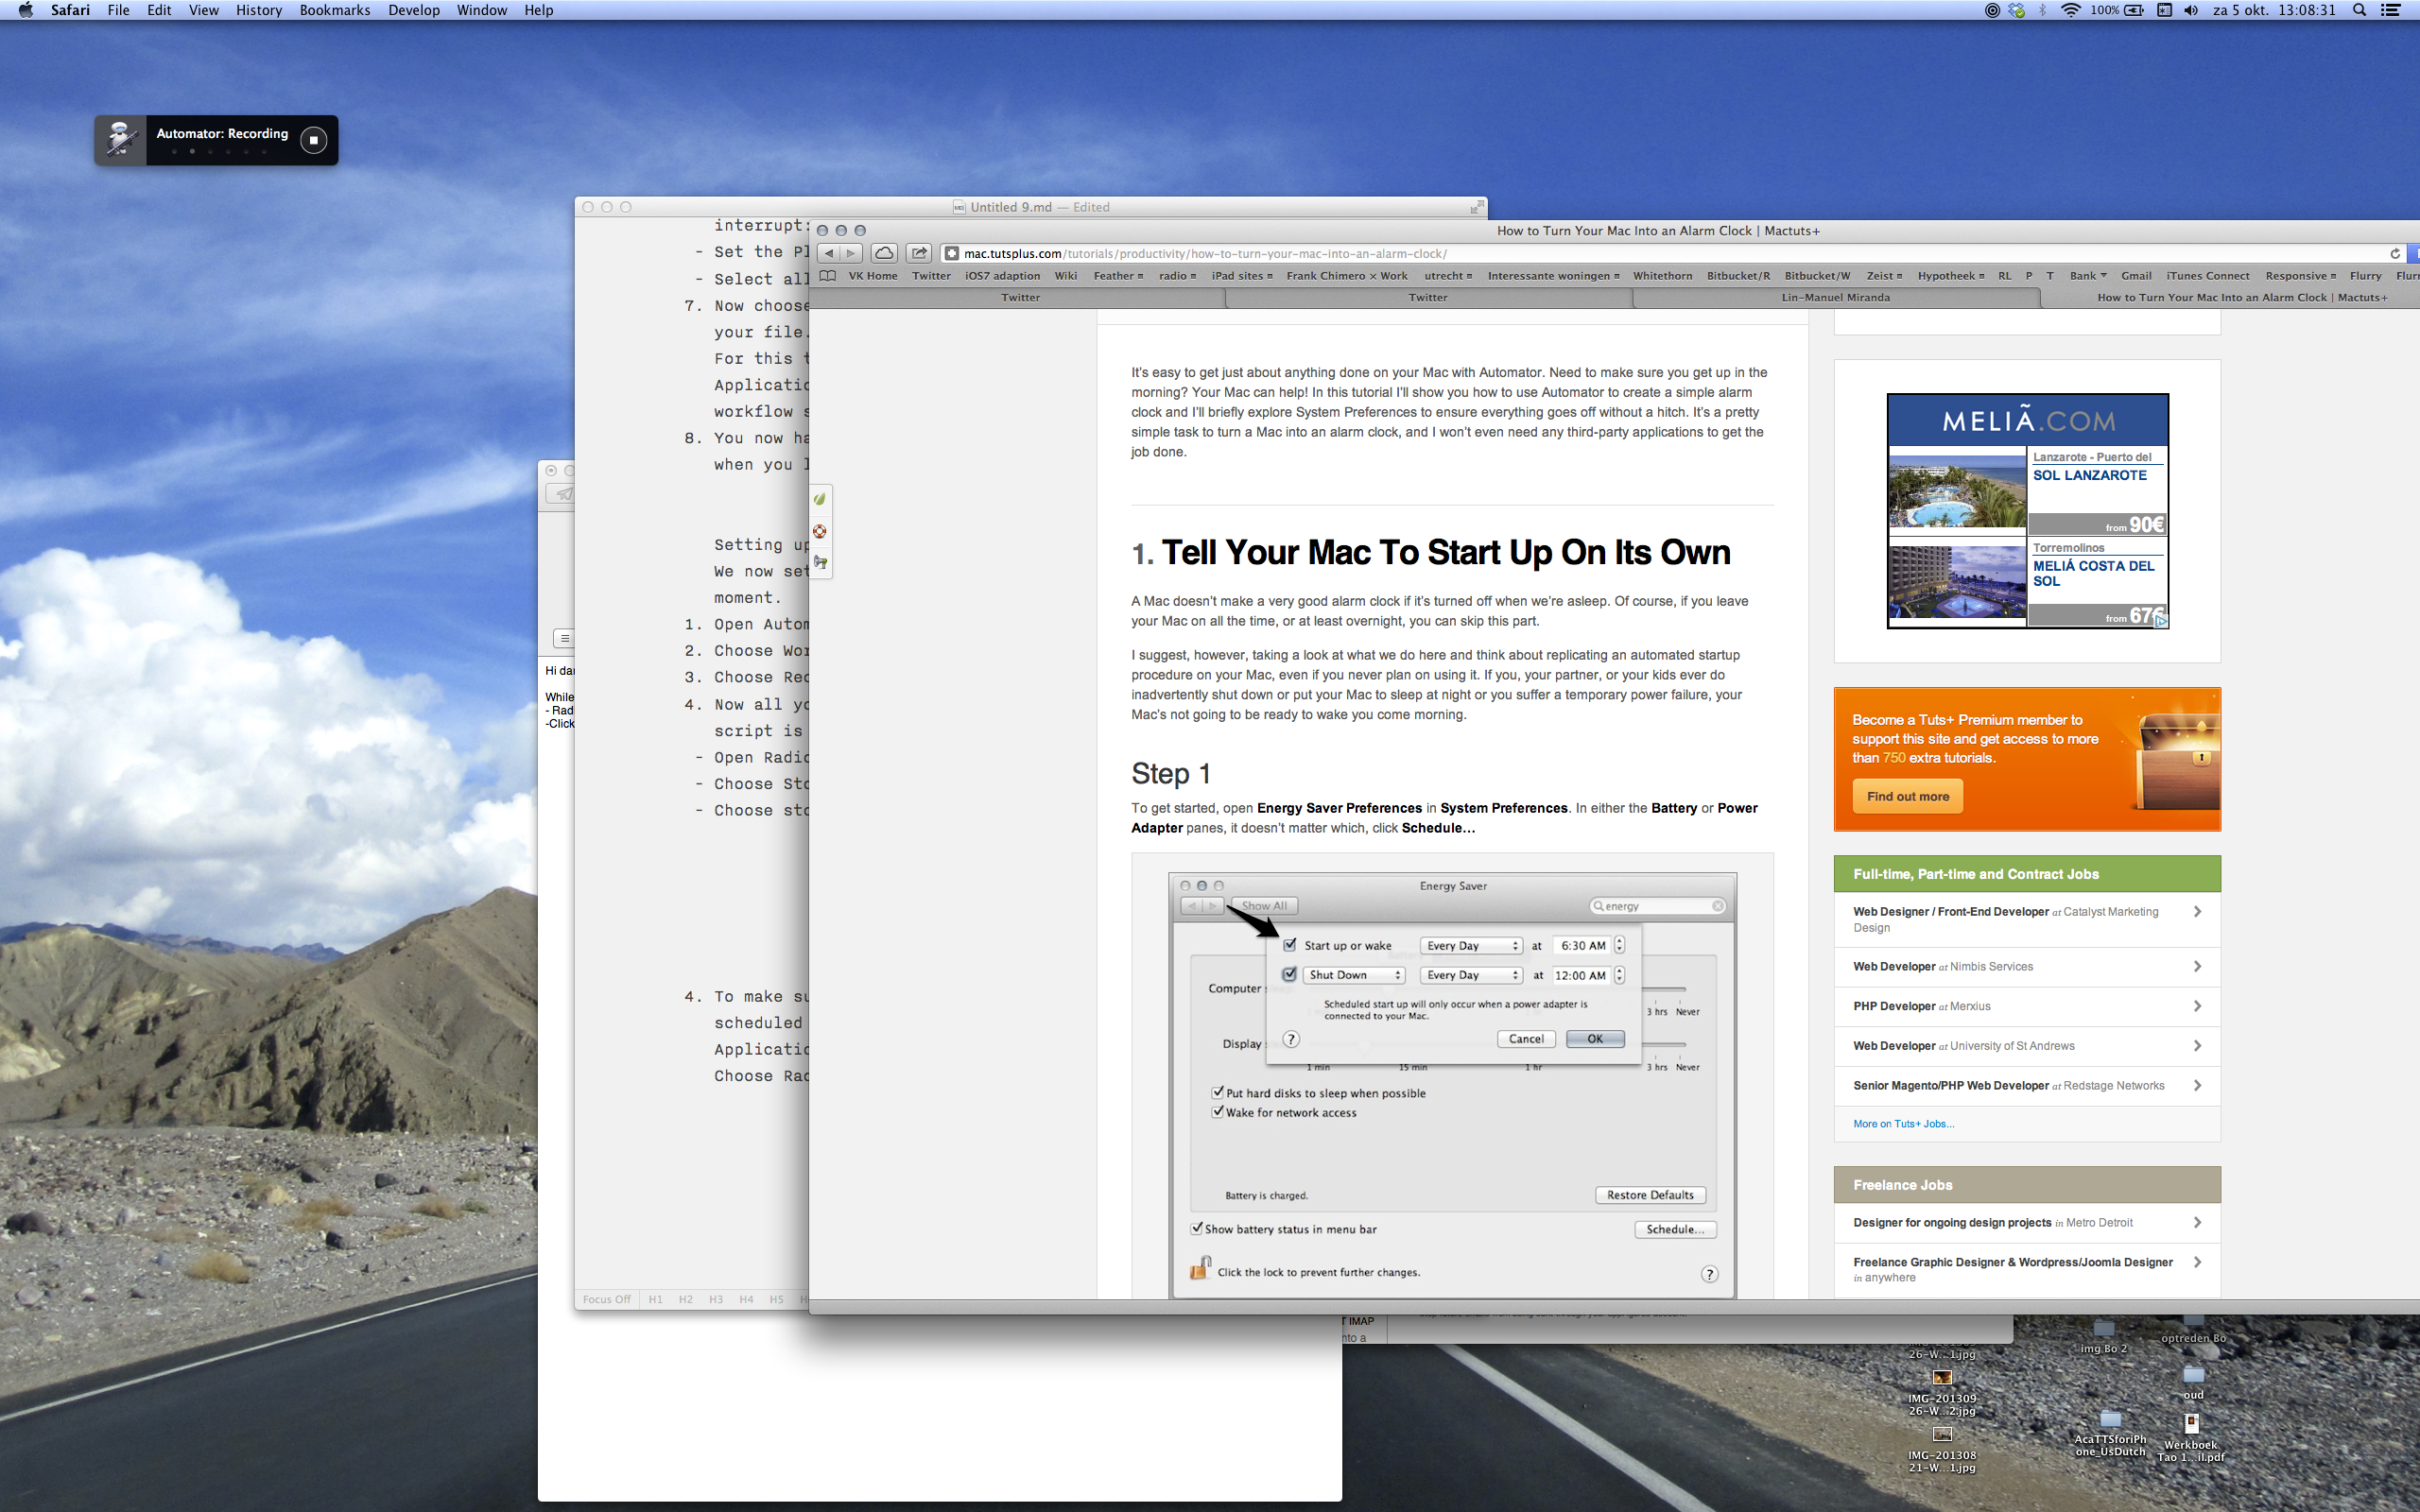 Safari File Edit View History Bookmarks Develop Window Help
100% za 5 okt. 13:08:31
Automator: Recording
Untitled 9.md — Edited
interrupt:
- Set the Pl
- Select all
7. Now choose
your file.
For this t
Applicatio
workflow s
8. You now ha
when you l
Setting up
We now set
moment.
1. Open Autom
2. Choose Wor
3. Choose Rec
4. Now all yo
script is
- Open Radio
- Choose Sto
- Choose sto
4. To make su
scheduled
Applicatio
Choose Rad
Focus Off H1 H2 H3 H4 H5
Hi da
While
- Rad
-Click
How to Turn Your Mac Into an Alarm Clock | Mactuts+
mac.tutsplus.com/tutorials/productivity/how-to-turn-your-mac-into-an-alarm-clock/
VK Home Twitter iOS7 adaption Wiki Feather radio iPad sites Frank Chimero × Work utrecht Interessante woningen Whitethorn Bitbucket/R Bitbucket/W Zeist Hypotheek RL P T Bank Gmail iTunes Connect Responsive Flurry Flurr
Twitter Twitter Lin-Manuel Miranda How to Turn Your Mac Into an Alarm Clock | Mactuts+
It's easy to get just about anything done on your Mac with Automator. Need to make sure you get up in the
morning? Your Mac can help! In this tutorial I'll show you how to use Automator to create a simple alarm
clock and I'll briefly explore System Preferences to ensure everything goes off without a hitch. It's a pretty
simple task to turn a Mac into an alarm clock, and I won't even need any third-party applications to get the
job done.
1. Tell Your Mac To Start Up On Its Own
A Mac doesn't make a very good alarm clock if it's turned off when we're asleep. Of course, if you leave
your Mac on all the time, or at least overnight, you can skip this part.
I suggest, however, taking a look at what we do here and think about replicating an automated startup
procedure on your Mac, even if you never plan on using it. If you, your partner, or your kids ever do
inadvertently shut down or put your Mac to sleep at night or you suffer a temporary power failure, your
Mac's not going to be ready to wake you come morning.
Step 1
To get started, open Energy Saver Preferences in System Preferences. In either the Battery or Power
Adapter panes, it doesn't matter which, click Schedule...
Energy Saver
Show All energy
Start up or wake Every Day at 6:30 AM
Shut Down Every Day at 12:00 AM
Computer
Scheduled start up will only occur when a power adapter is
connected to your Mac.
3 hrs Never
? Cancel OK
Display
1 min 15 min 1 hr 3 hrs Never
Put hard disks to sleep when possible
Wake for network access
Battery is charged. Restore Defaults
Show battery status in menu bar Schedule...
Click the lock to prevent further changes. ?
MELIÃ.COM
Lanzarote - Puerto del
SOL LANZAROTE
from 90€
Torremolinos
MELIÁ COSTA DEL
SOL
from 67€
Become a Tuts+ Premium member to
support this site and get access to more
than 750 extra tutorials.
Find out more
Full-time, Part-time and Contract Jobs
Web Designer / Front-End Developer at Catalyst Marketing
Design
Web Developer at Nimbis Services
PHP Developer at Merxius
Web Developer at University of St Andrews
Senior Magento/PHP Web Developer at Redstage Networks
More on Tuts+ Jobs...
Freelance Jobs
Designer for ongoing design projects in Metro Detroit
Freelance Graphic Designer & Wordpress/Joomla Designer
in anywhere
IMAP
nto a
26-W...1.jpg
img Bo 2
optreden Bo
IMG-201309
26-W...2.jpg
oud
IMG-201308
21-W...1.jpg
AcaTTSforiPh
one_UsDutch
Werkboek
Tao 1...ll.pdf